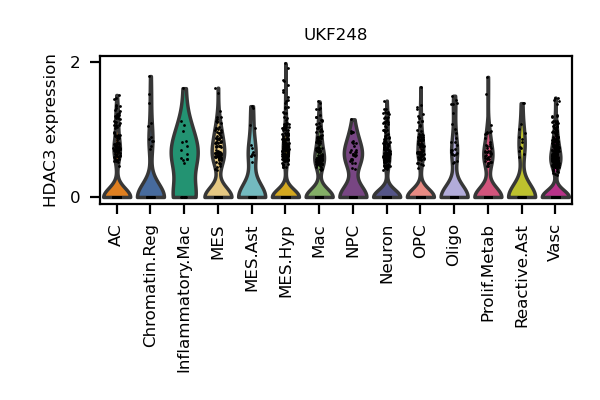 UKF248
HDAC3 expression
2
0
AC
Chromatin.Reg
Inflammatory.Mac
MES
MES.Ast
MES.Hyp
Mac
NPC
Neuron
OPC
Oligo
Prolif.Metab
Reactive.Ast
Vasc